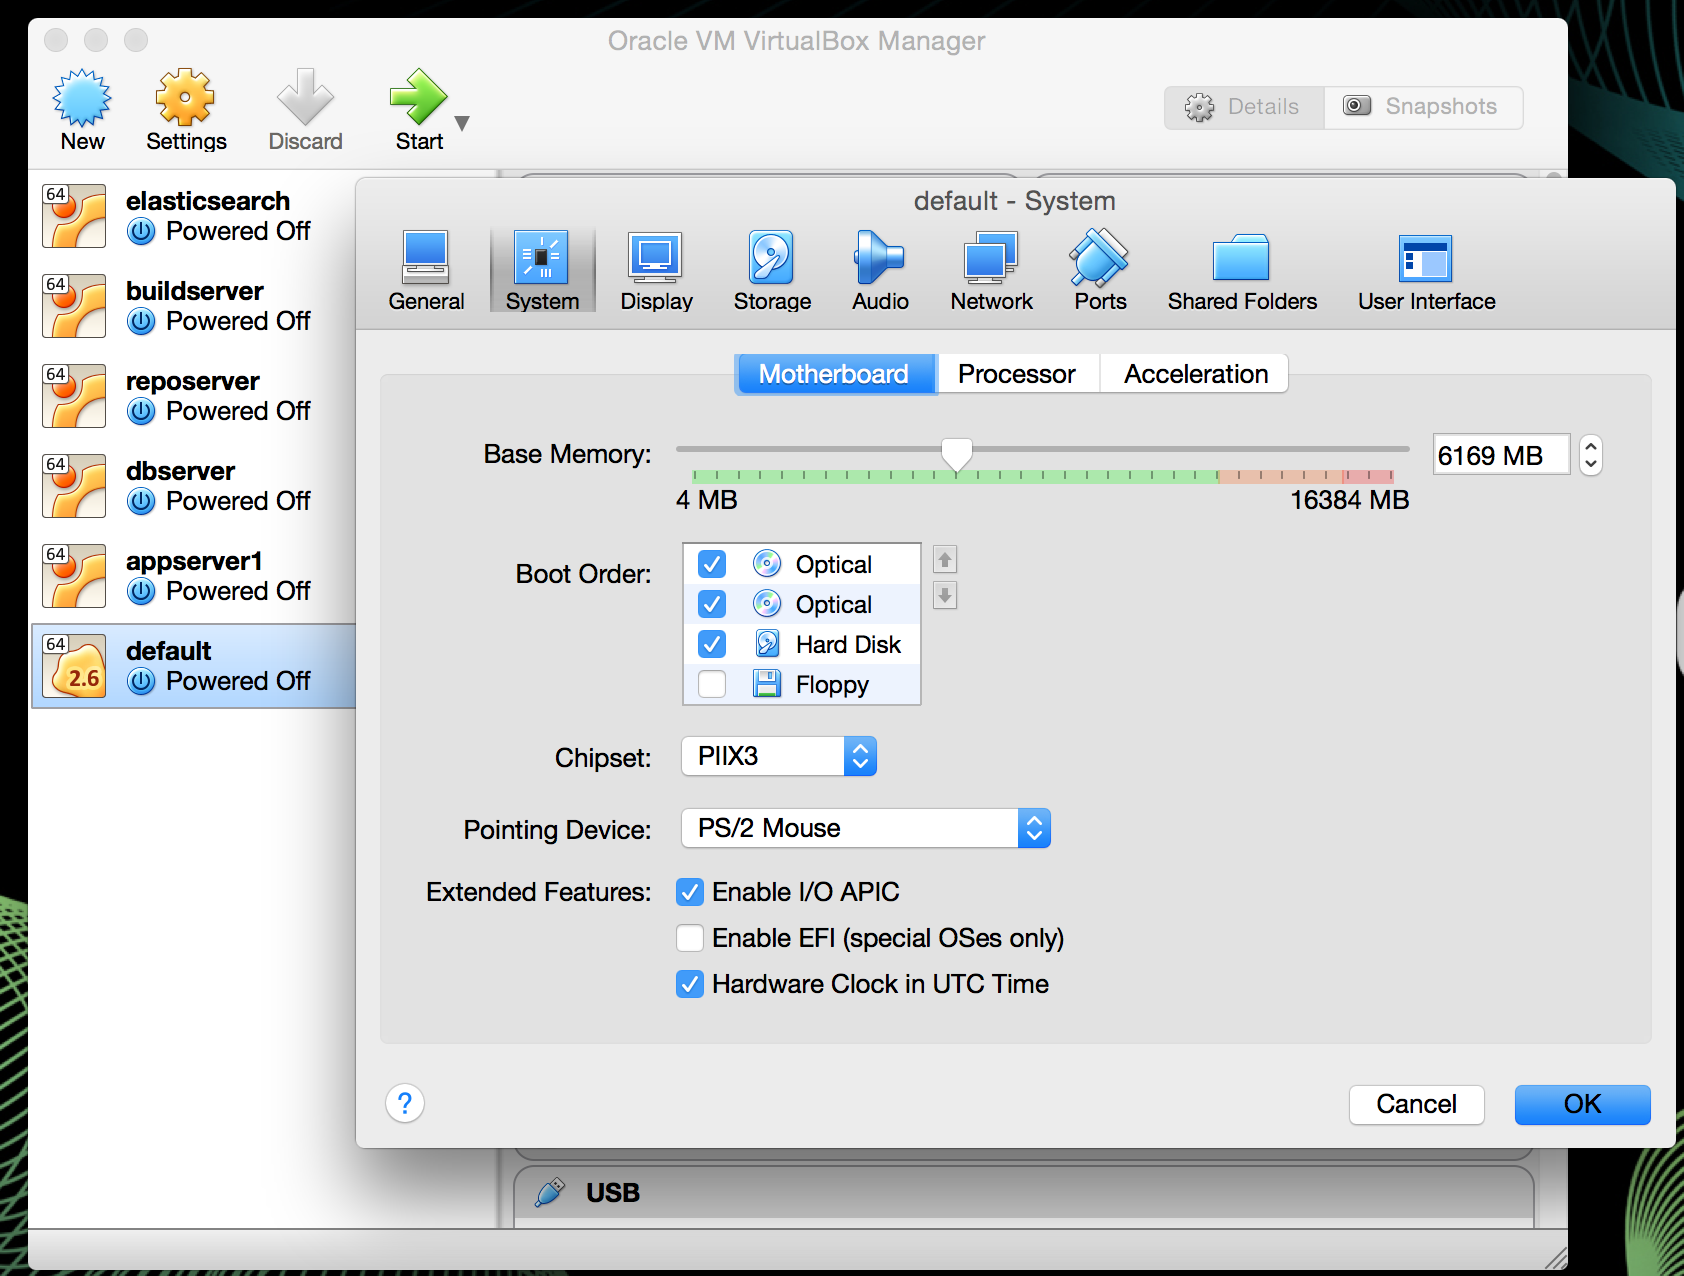 Oracle VM VirtualBox Manager
New
Settings
Discard
Start
Details
Snapshots
64
elasticsearch
Powered Off
64
buildserver
Powered Off
64
reposerver
Powered Off
64
dbserver
Powered Off
64
appserver1
Powered Off
64
2.6
default
Powered Off
default - System
General
System
Display
Storage
Audio
Network
Ports
Shared Folders
User Interface
Motherboard
Processor
Acceleration
Base Memory:
6169 MB
4 MB
16384 MB
Boot Order:
Optical
Optical
Hard Disk
Floppy
Chipset:
PIIX3
Pointing Device:
PS/2 Mouse
Extended Features:
Enable I/O APIC
Enable EFI (special OSes only)
Hardware Clock in UTC Time
?
Cancel
OK
USB